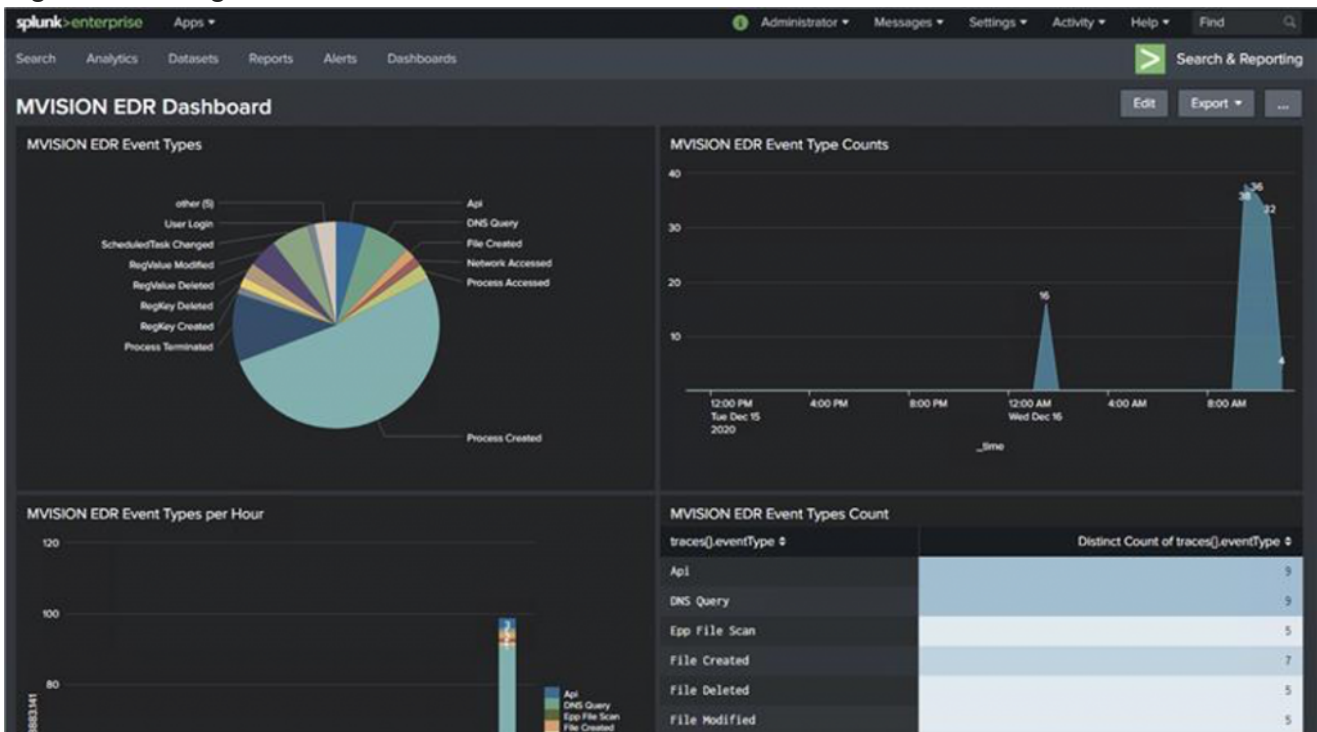 splunk>enterprise Apps Administrator Messages Settings Activity Help Find
Search Analytics Datasets Reports Alerts Dashboards Search & Reporting
MVISION EDR Dashboard
Edit Export ...
MVISION EDR Event Types
other (5)
User Login
ScheduledTask Changed
RegValue Modified
RegValue Deleted
RegKey Deleted
RegKey Created
Process Terminated
Api
DNS Query
File Created
Network Accessed
Process Accessed
Process Created
MVISION EDR Event Type Counts
40
30
20
10
16
38
36
32
4
12:00 PM
Tue Dec 15
2020
4:00 PM
8:00 PM
12:00 AM
Wed Dec 16
4:00 AM
8:00 AM
_time
MVISION EDR Event Types per Hour
120
100
80
Api
DNS Query
Epp File Scan
File Created
MVISION EDR Event Types Count
traces{}.eventType Distinct Count of traces{}.eventType
Api 9
DNS Query 9
Epp File Scan 5
File Created 7
File Deleted 5
File Modified 5